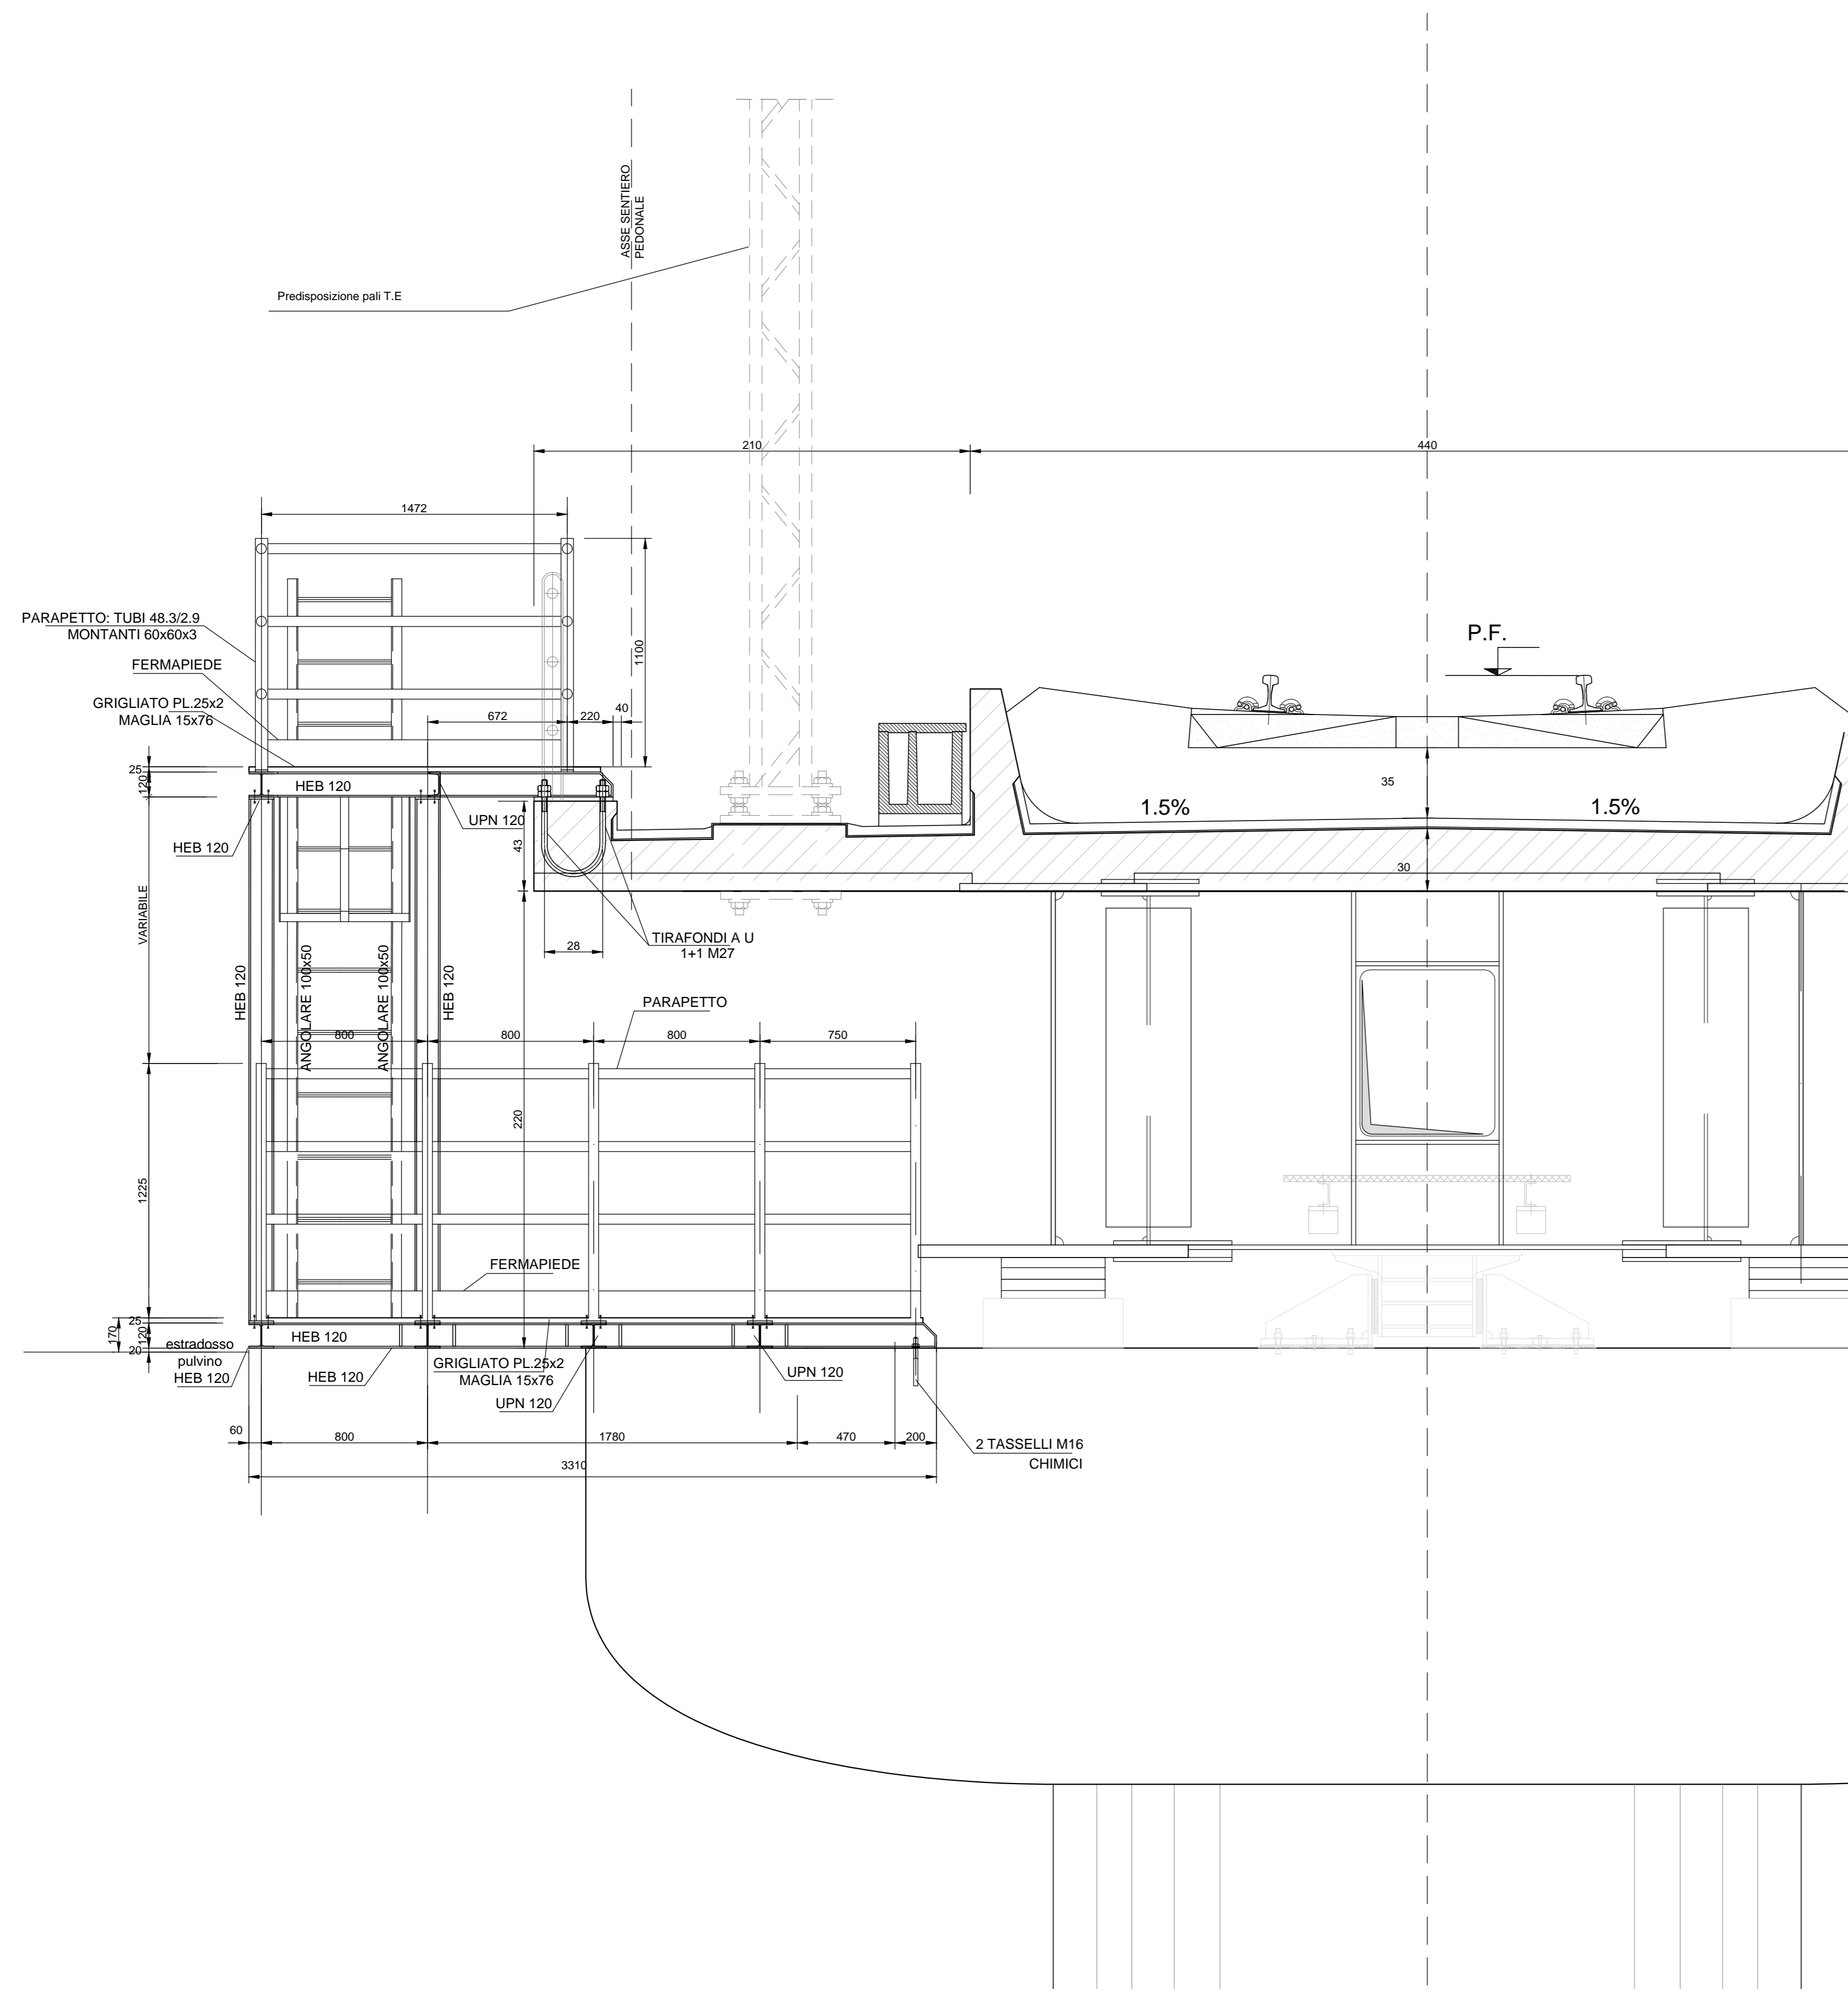 ASSE SENTIERO
PEDONALE
Predisposizione pali T.E
210
440
1472
P.F.
PARAPETTO: TUBI 48.3/2.9
MONTANTI 60x60x3
FERMAPIEDE
GRIGLIATO PL.25x2
MAGLIA 15x76
1100
672
220
40
25
120
HEB 120
UPN 120
HEB 120
35
1.5%
1.5%
43
30
VARIABILE
TIRAFONDI A U
1+1 M27
28
HEB 120
ANGOLARE 100x50
ANGOLARE 100x50
HEB 120
PARAPETTO
800
800
800
750
220
1225
FERMAPIEDE
25
120
170
20
HEB 120
estradosso
pulvino
HEB 120
HEB 120
GRIGLIATO PL.25x2
MAGLIA 15x76
UPN 120
UPN 120
60
800
1780
470
200
2 TASSELLI M16
CHIMICI
3310